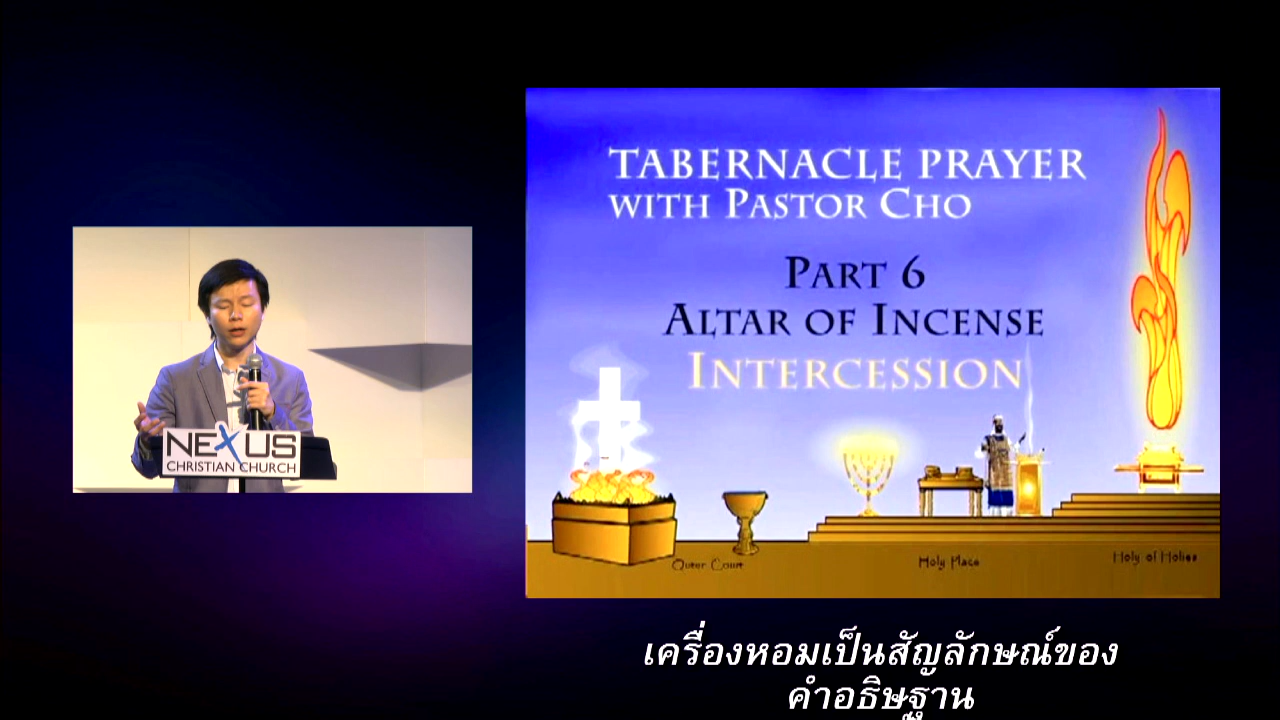 TABERNACLE PRAYER
WITH PASTOR CHO
PART 6
ALTAR OF INCENSE
INTERCESSION
NEXUS
CHRISTIAN CHURCH
Outer Court
Holy Place
Holy of Holies
เครื่องหอมเป็นสัญลักษณ์ของ
คำอธิษฐาน